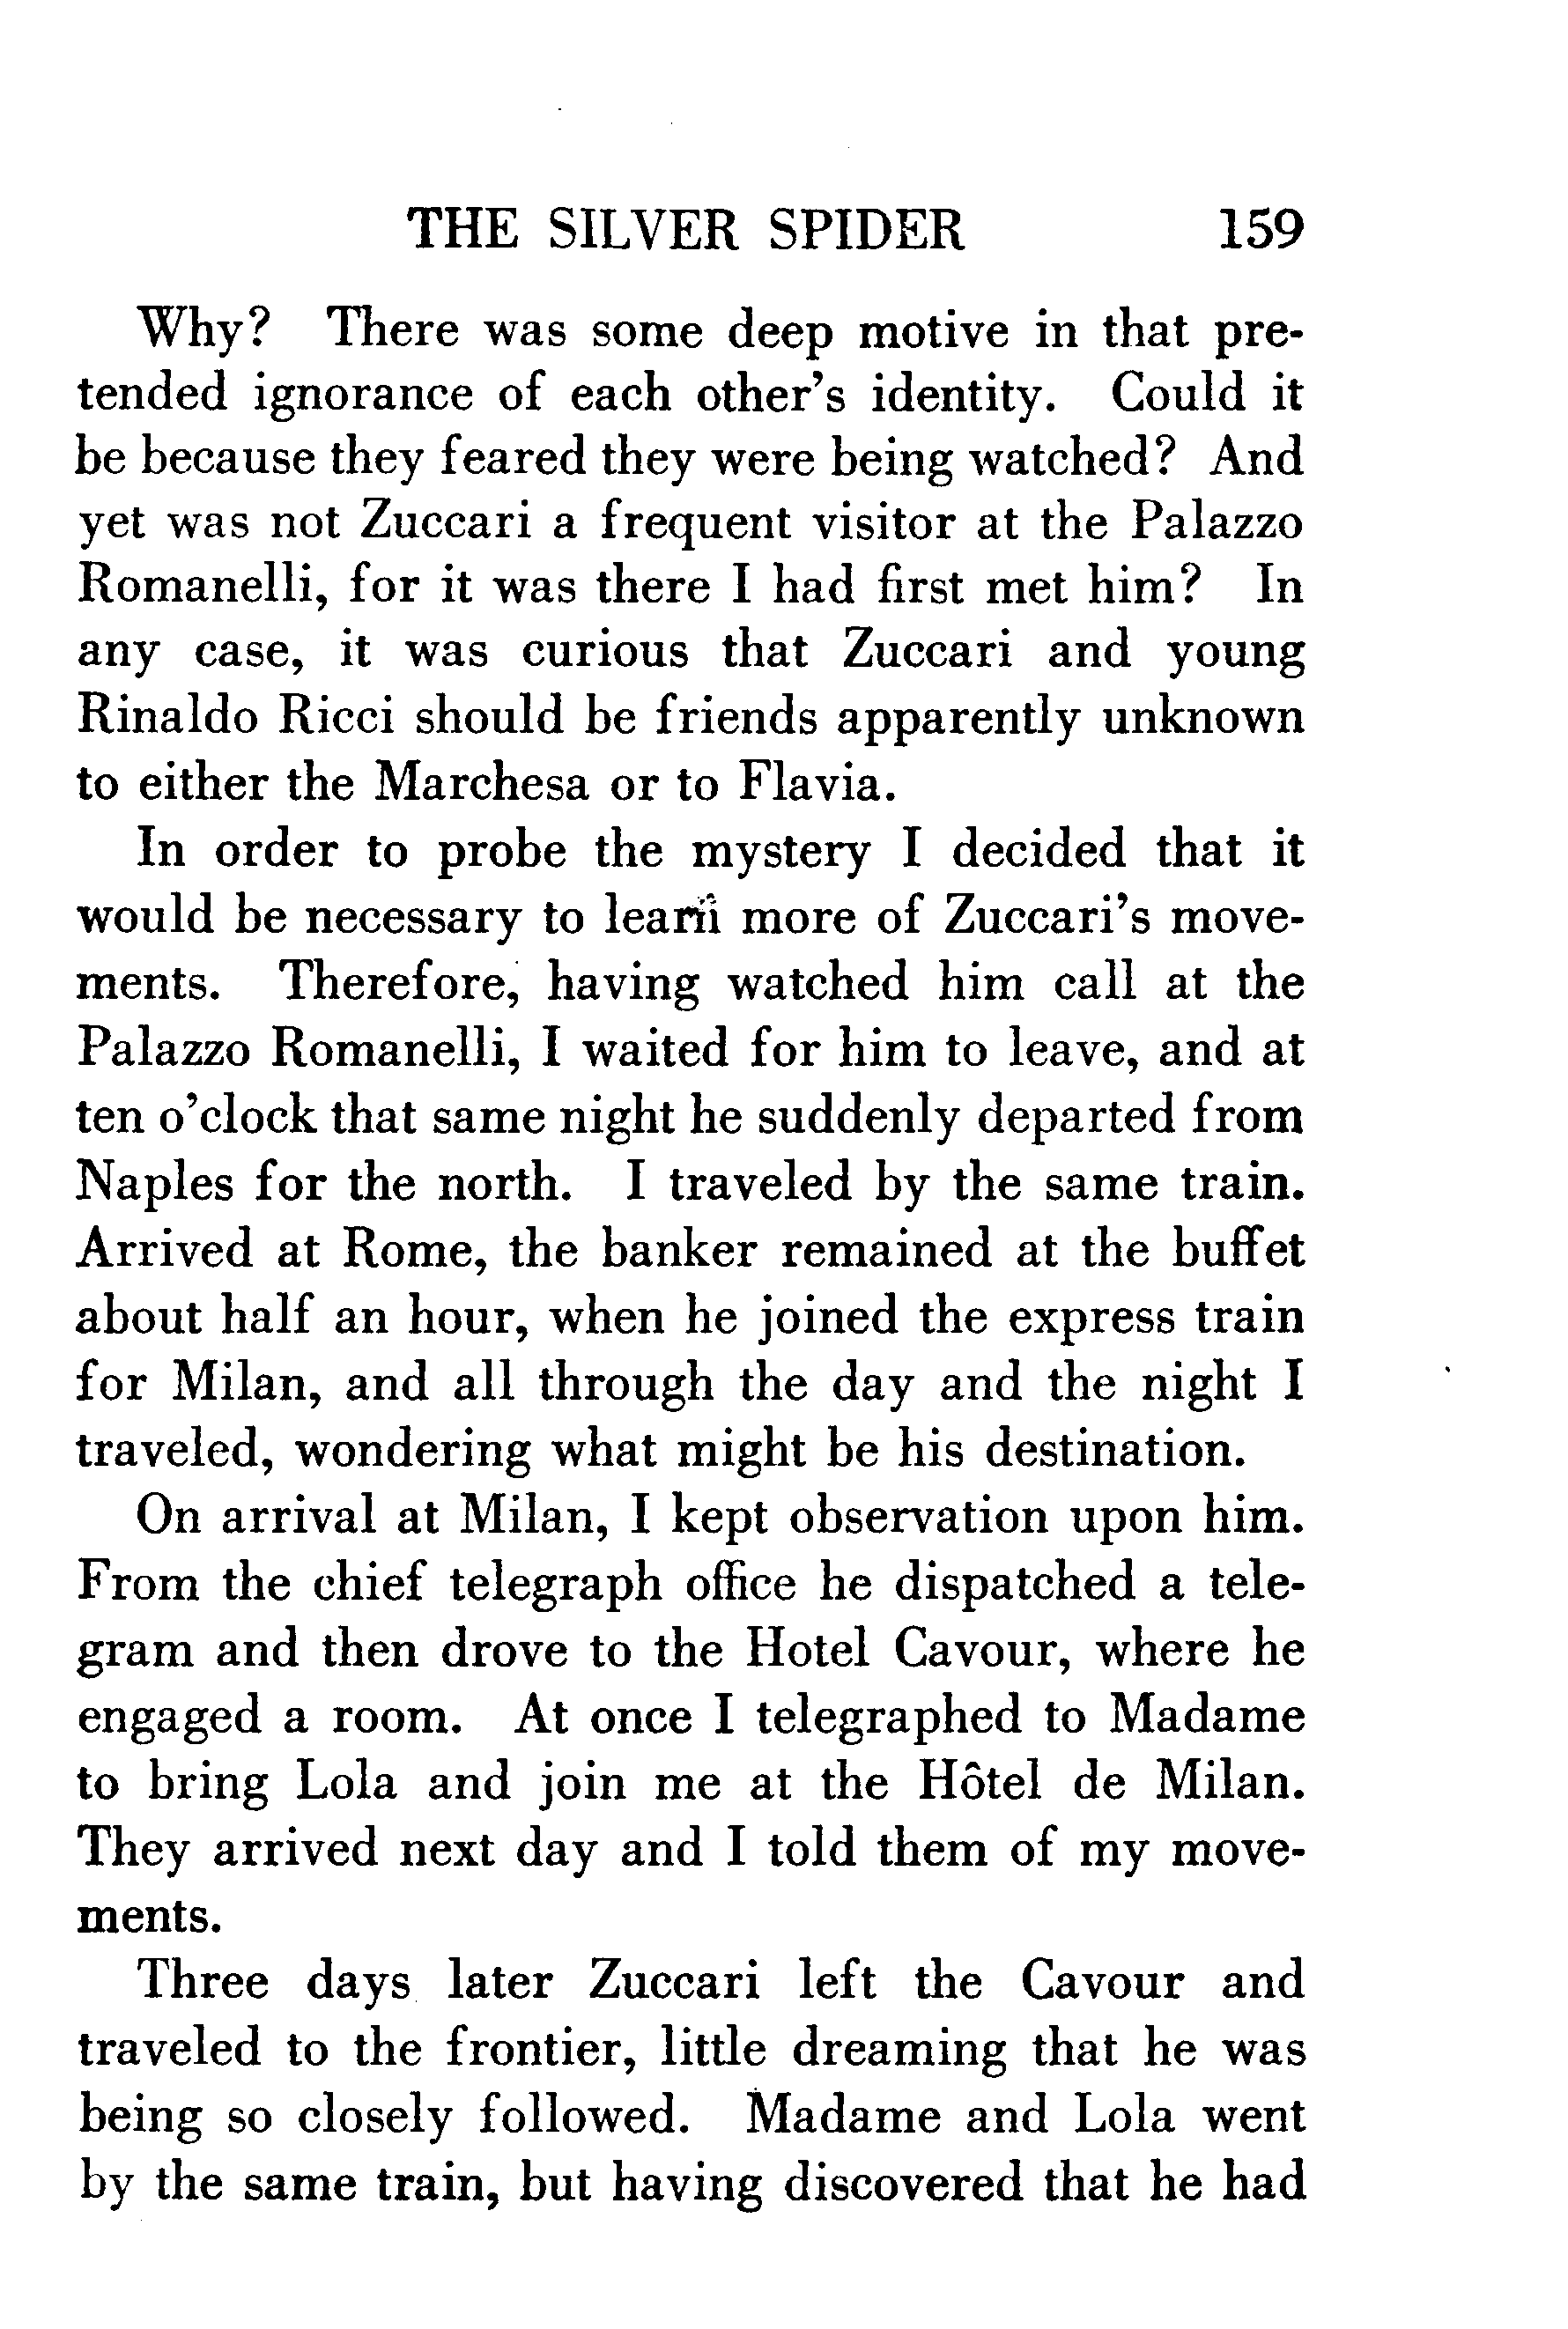 THE SILVER SPIDER 159
Why? There was some deep motive in that pre-
tended ignorance of each other's identity. Could it
be because they feared they were being watched? And
yet was not Zuccari a frequent visitor at the Palazzo
Romanelli, for it was there I had first met him? In
any case, it was curious that Zuccari and young
Rinaldo Ricci should be friends apparently unknown
to either the Marchesa or to Flavia.
In order to probe the mystery I decided that it
would be necessary to learn more of Zuccari's move-
ments. Therefore, having watched him call at the
Palazzo Romanelli, I waited for him to leave, and at
ten o'clock that same night he suddenly departed from
Naples for the north. I traveled by the same train.
Arrived at Rome, the banker remained at the buffet
about half an hour, when he joined the express train
for Milan, and all through the day and the night I
traveled, wondering what might be his destination.
On arrival at Milan, I kept observation upon him.
From the chief telegraph office he dispatched a tele-
gram and then drove to the Hotel Cavour, where he
engaged a room. At once I telegraphed to Madame
to bring Lola and join me at the Hôtel de Milan.
They arrived next day and I told them of my move-
ments.
Three days later Zuccari left the Cavour and
traveled to the frontier, little dreaming that he was
being so closely followed. Madame and Lola went
by the same train, but having discovered that he had